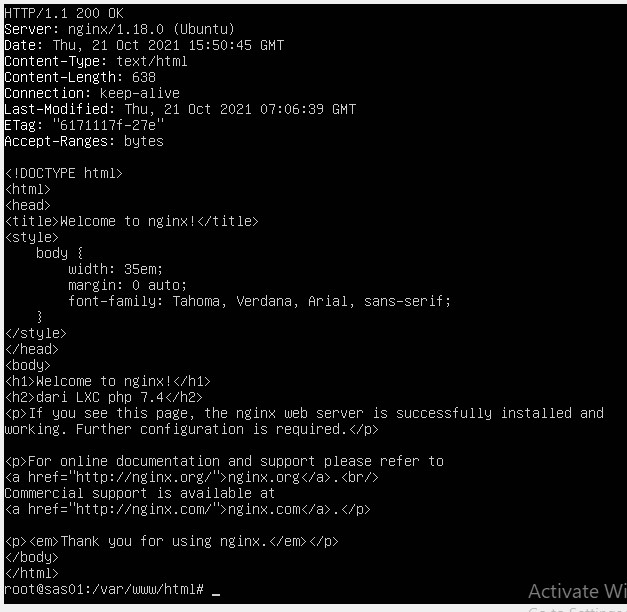 HTTP/1.1 200 OK
Server: nginx/1.18.0 (Ubuntu)
Date: Thu, 21 Oct 2021 15:50:45 GMT
Content-Type: text/html
Content-Length: 638
Connection: keep-alive
Last-Modified: Thu, 21 Oct 2021 07:06:39 GMT
ETag: "6171117f-27e"
Accept-Ranges: bytes

<!DOCTYPE html>
<html>
<head>
<title>Welcome to nginx!</title>
<style>
    body {
        width: 35em;
        margin: 0 auto;
        font-family: Tahoma, Verdana, Arial, sans-serif;
    }
</style>
</head>
<body>
<h1>Welcome to nginx!</h1>
<h2>dari LXC php 7.4</h2>
<p>If you see this page, the nginx web server is successfully installed and
working. Further configuration is required.</p>

<p>For online documentation and support please refer to
<a href="http://nginx.org/">nginx.org</a>.<br/>
Commercial support is available at
<a href="http://nginx.com/">nginx.com</a>.</p>

<p><em>Thank you for using nginx.</em></p>
</body>
</html>
root@sas01:/var/www/html# _
Activate Wi